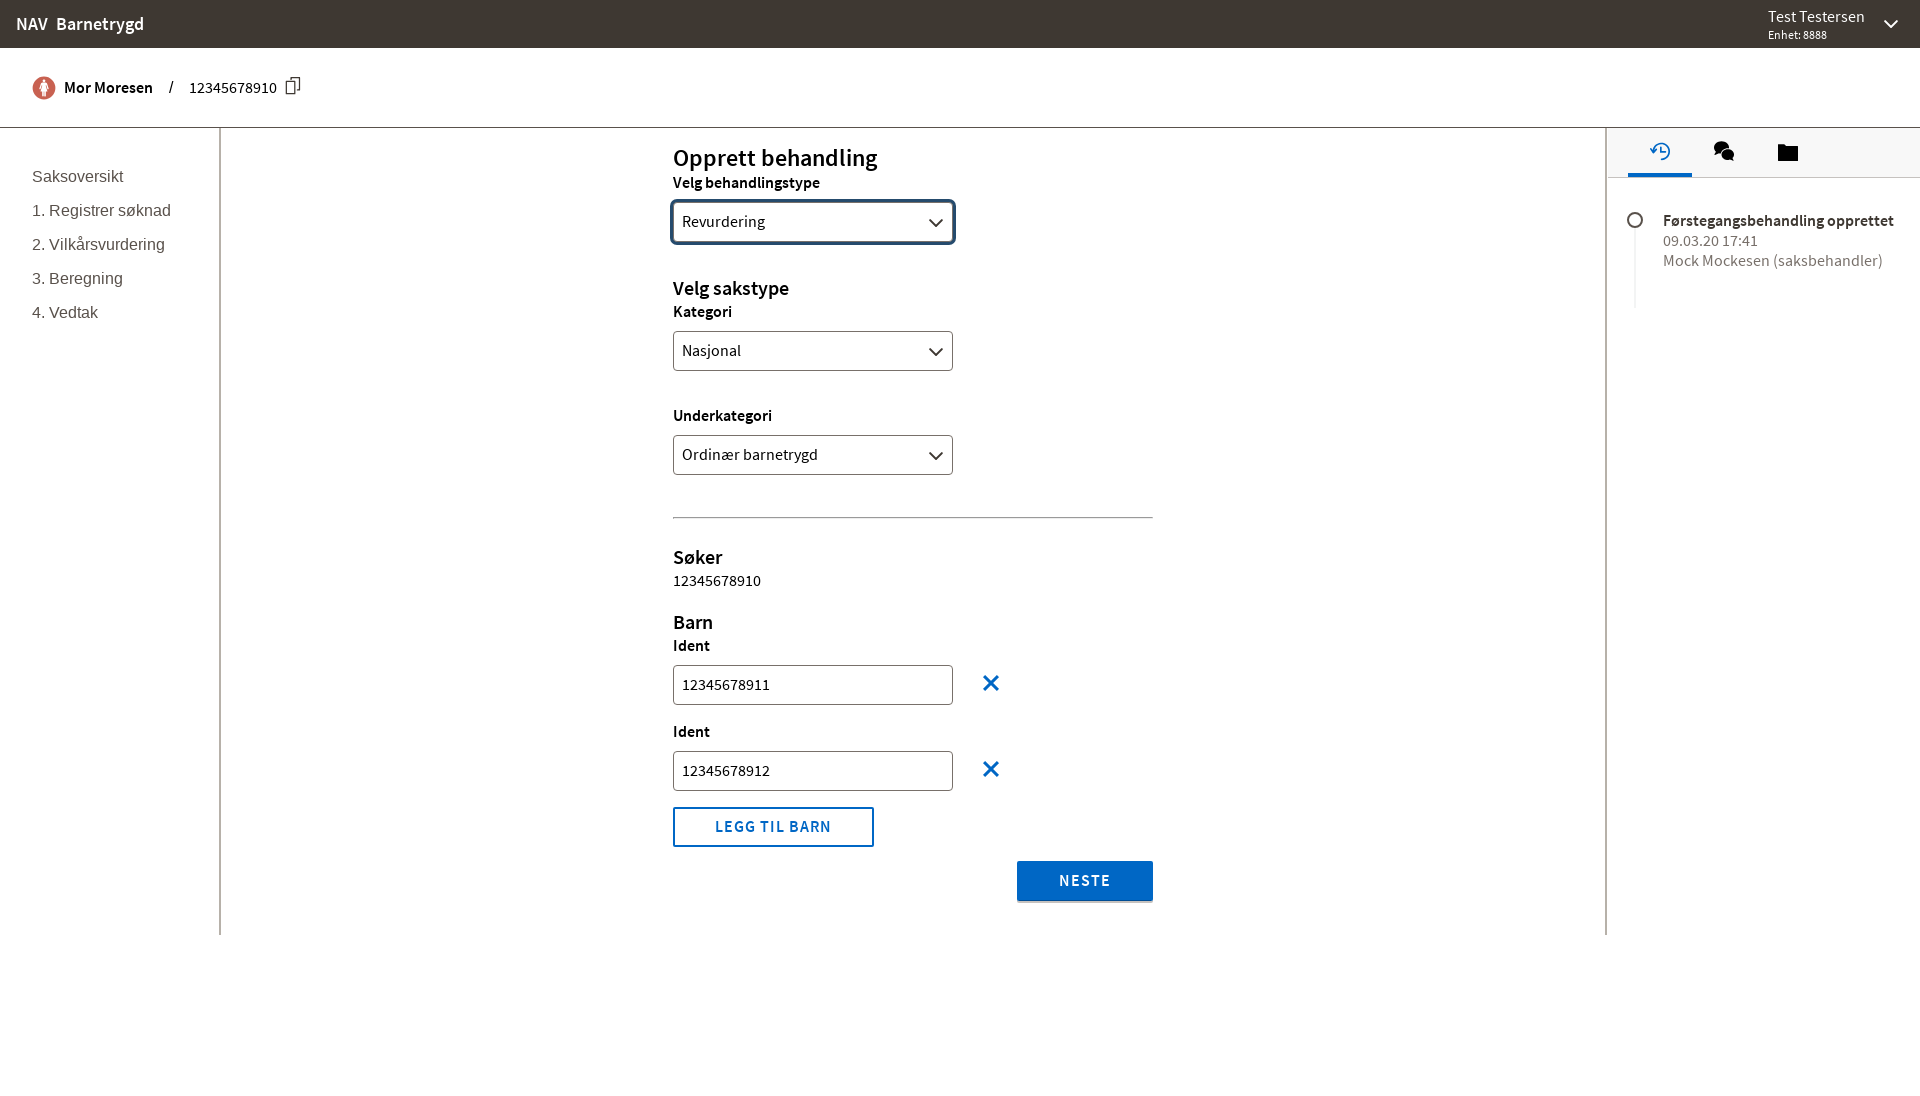 NAV Barnetrygd
Test Testersen
Enhet: 8888
Mor Moresen / 12345678910
Saksoversikt
1. Registrer søknad
2. Vilkårsvurdering
3. Beregning
4. Vedtak
Opprett behandling
Velg behandlingstype
Revurdering
Velg sakstype
Kategori
Nasjonal
Underkategori
Ordinær barnetrygd
Søker
12345678910
Barn
Ident
12345678911
Ident
12345678912
LEGG TIL BARN
NESTE
Førstegangsbehandling opprettet
09.03.20 17:41
Mock Mockesen (saksbehandler)